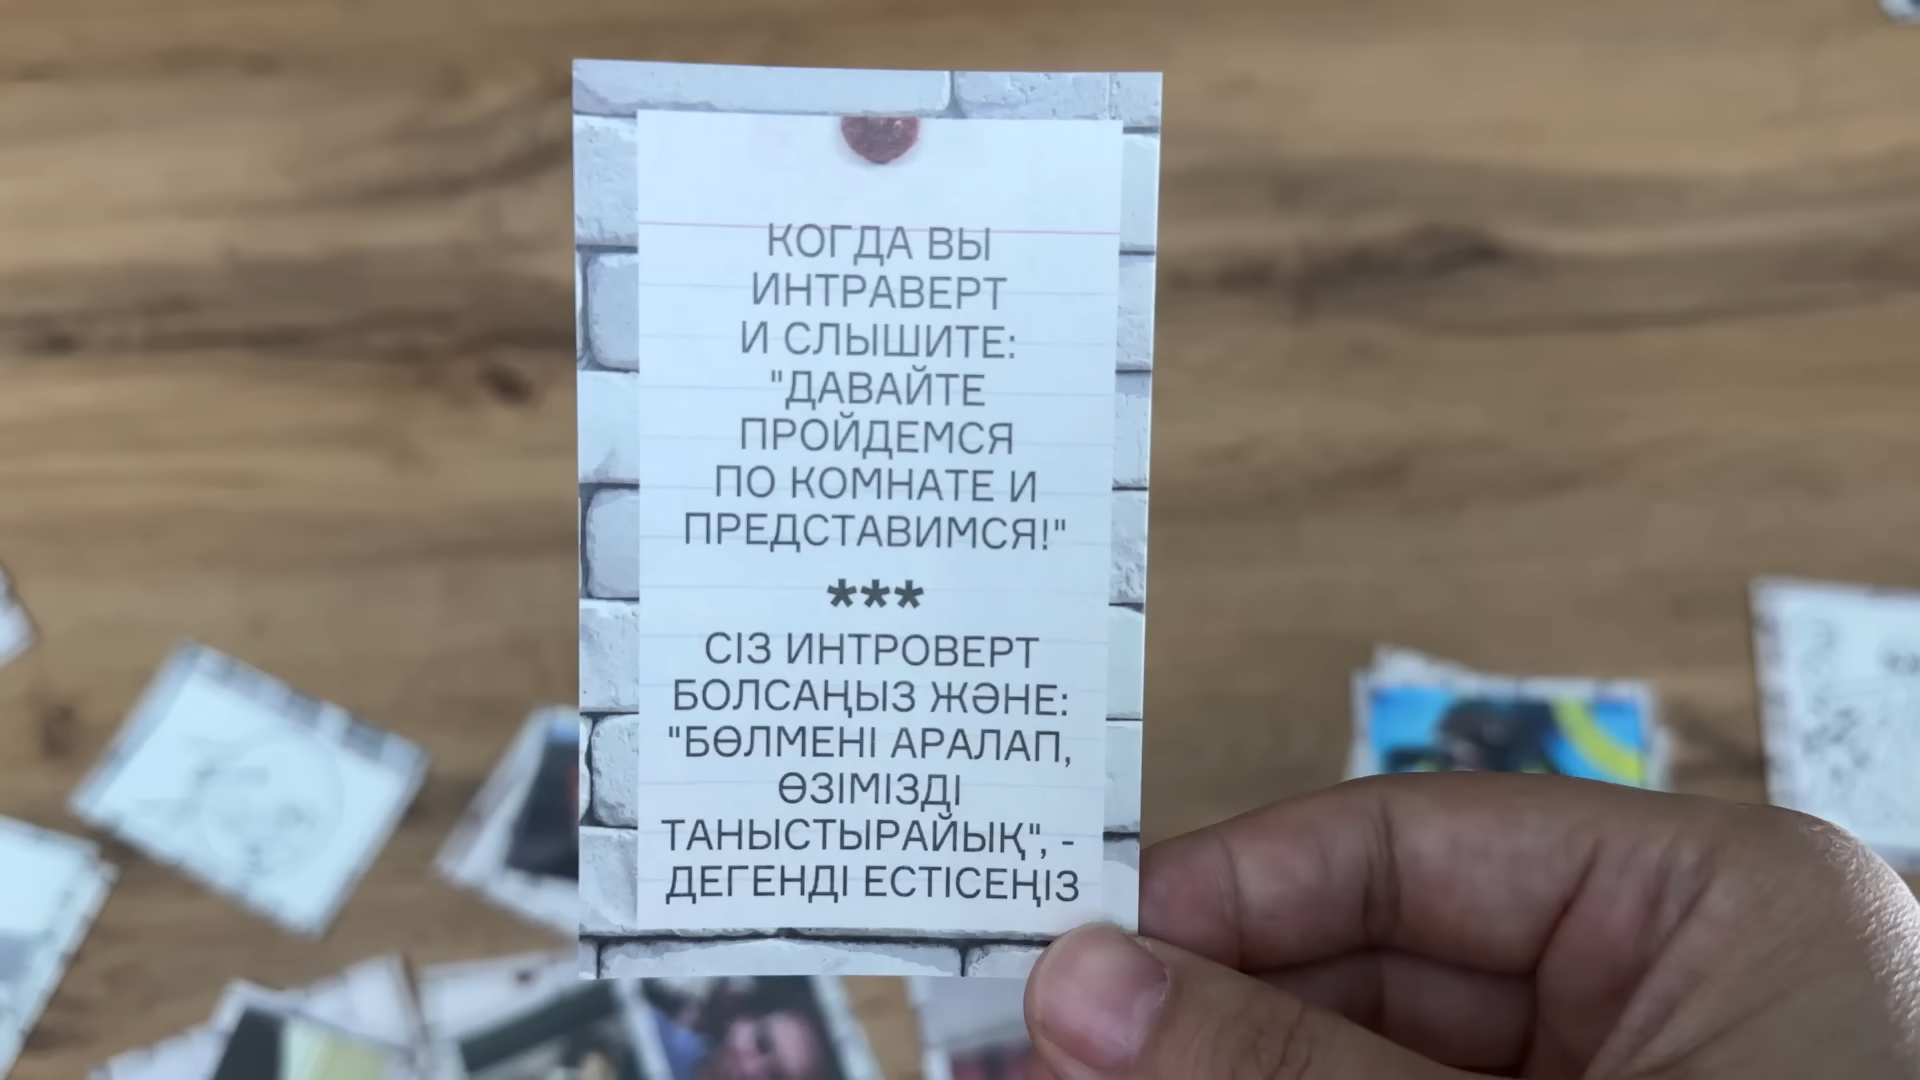 КОГДА ВЫ
ИНТРАВЕРТ
И СЛЫШИТЕ:
"ДАВАЙТЕ
ПРОЙДЕМСЯ
ПО КОМНАТЕ И
ПРЕДСТАВИМСЯ!"
***
СІЗ ИНТРОВЕРТ
БОЛСАҢЫЗ ЖӘНЕ:
"БӨЛМЕНІ АРАЛАП,
ӨЗІМІЗДІ
ТАНЫСТЫРАЙЫҚ", -
ДЕГЕНДІ ЕСТІСЕҢІЗ